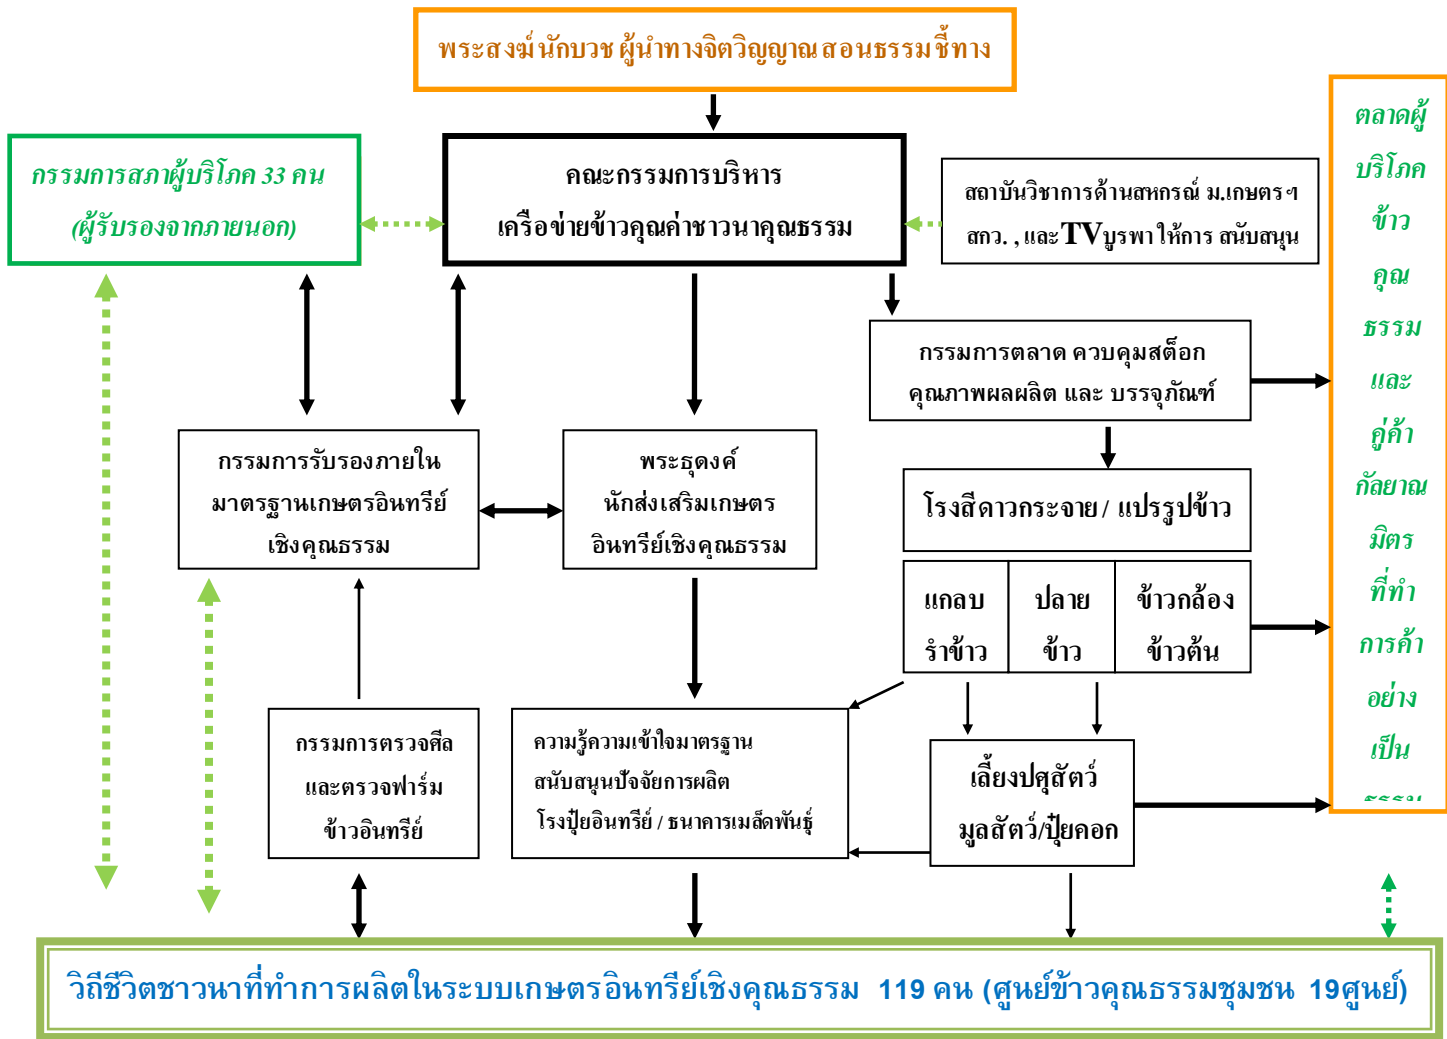 พระสงฆ์ นักบวช ผู้นำทางจิตวิญญาณ สอนธรรม ชี้ทาง
กรรมการสภาผู้บริโภค 33 คน
(ผู้รับรองจากภายนอก)
คณะกรรมการบริหาร
เครือข่ายข้าวคุณค่าชาวนาคุณธรรม
สถาบันวิชาการด้านสหกรณ์ ม.เกษตรฯ
สกว. , และ TV บูรพา ให้การ สนับสนุน
ตลาดผู้
บริโภค
ข้าว
คุณ
ธรรม
และ
คู่ค้า
กัลยาณ
มิตร
ที่ทำ
การค้า
อย่าง
เป็น
กรรมการตลาด ควบคุมสต็อก
คุณภาพผลผลิต และ บรรจุภัณฑ์
กรรมการรับรองภายใน
มาตรฐานเกษตรอินทรีย์
เชิงคุณธรรม
พระธุดงค์
นักส่งเสริมเกษตร
อินทรีย์เชิงคุณธรรม
โรงสีดาวกระจาย / แปรรูปข้าว
แกลบ
รำข้าว
ปลาย
ข้าว
ข้าวกล้อง
ข้าวต้น
กรรมการตรวจศีล
และตรวจฟาร์ม
ข้าวอินทรีย์
ความรู้ความเข้าใจมาตรฐาน
สนับสนุนปัจจัยการผลิต
โรงปุ๋ยอินทรีย์ / ธนาคารเมล็ดพันธุ์
เลี้ยงปศุสัตว์
มูลสัตว์/ปุ๋ยคอก
วิถีชีวิตชาวนาที่ทำการผลิตในระบบเกษตรอินทรีย์เชิงคุณธรรม 119 คน (ศูนย์ข้าวคุณธรรมชุมชน 19ศูนย์)